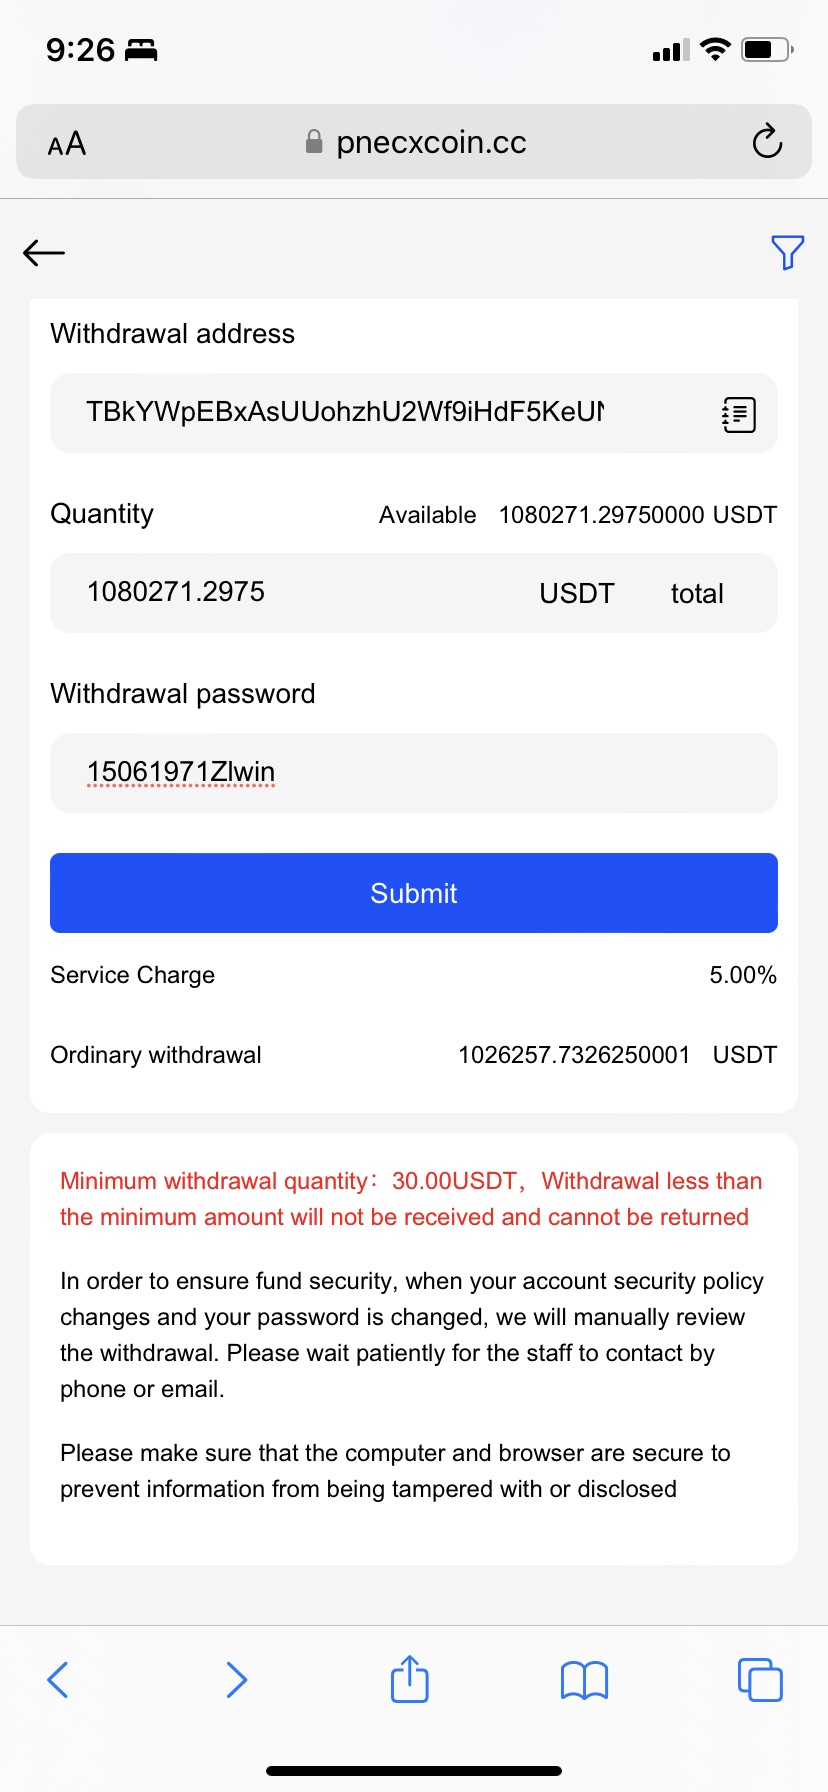 9:26
AA pnecxcoin.cc
Withdrawal address
TBkYWpEBxAsUUohzhU2Wf9iHdF5KeUN
Quantity Available 1080271.29750000 USDT
1080271.2975 USDT total
Withdrawal password
15061971Zlwin
Submit
Service Charge 5.00%
Ordinary withdrawal 1026257.7326250001 USDT
Minimum withdrawal quantity：30.00USDT，Withdrawal less than
the minimum amount will not be received and cannot be returned
In order to ensure fund security, when your account security policy
changes and your password is changed, we will manually review
the withdrawal. Please wait patiently for the staff to contact by
phone or email.
Please make sure that the computer and browser are secure to
prevent information from being tampered with or disclosed